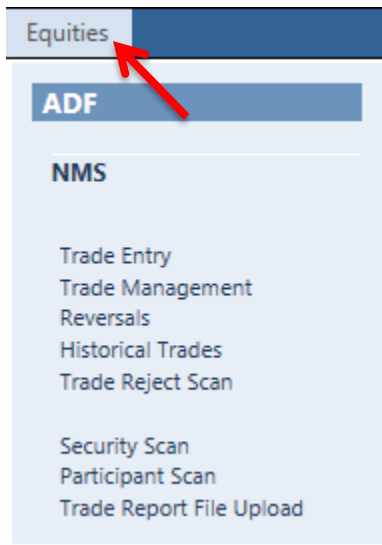 Equities
ADF
NMS
Trade Entry
Trade Management
Reversals
Historical Trades
Trade Reject Scan
Security Scan
Participant Scan
Trade Report File Upload